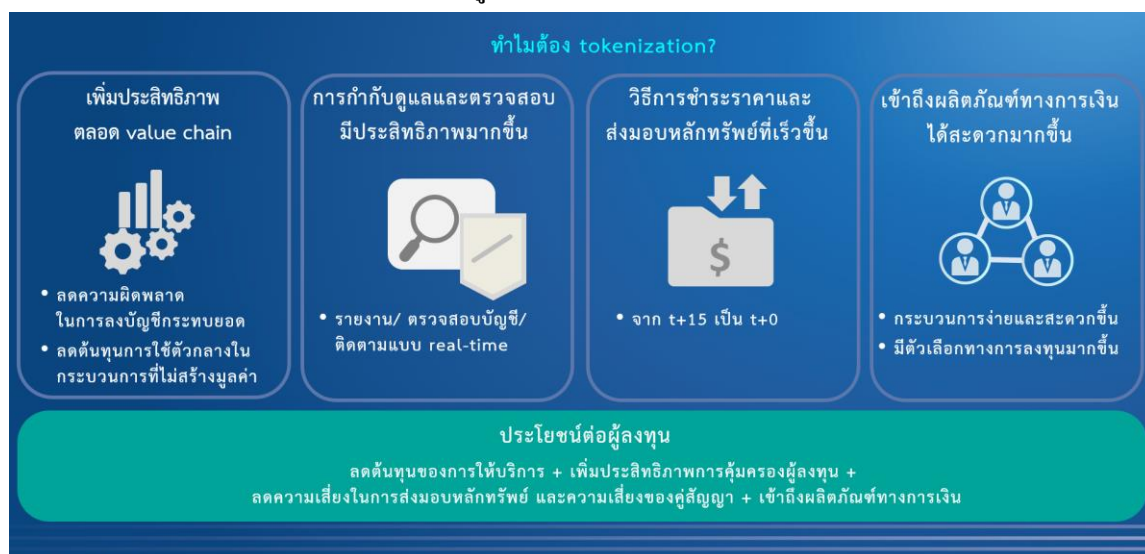 ทำไมต้อง tokenization?
เพิ่มประสิทธิภาพ
ตลอด value chain
• ลดความผิดพลาด
ในการลงบัญชีกระทบยอด
• ลดต้นทุนการใช้ตัวกลางใน
กระบวนการที่ไม่สร้างมูลค่า
การกำกับดูแลและตรวจสอบ
มีประสิทธิภาพมากขึ้น
• รายงาน/ ตรวจสอบบัญชี/
ติดตามแบบ real-time
วิธีการชำระราคาและ
ส่งมอบหลักทรัพย์ที่เร็วขึ้น
$
• จาก t+15 เป็น t+0
เข้าถึงผลิตภัณฑ์ทางการเงิน
ได้สะดวกมากขึ้น
• กระบวนการง่ายและสะดวกขึ้น
• มีตัวเลือกทางการลงทุนมากขึ้น
ประโยชน์ต่อผู้ลงทุน
ลดต้นทุนของการให้บริการ + เพิ่มประสิทธิภาพการคุ้มครองผู้ลงทุน +
ลดความเสี่ยงในการส่งมอบหลักทรัพย์ และความเสี่ยงของคู่สัญญา + เข้าถึงผลิตภัณฑ์ทางการเงิน